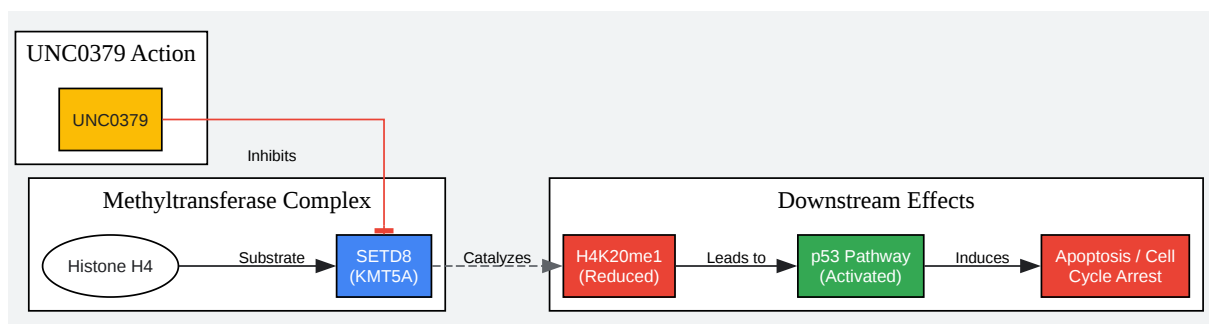 UNC0379 Action
UNC0379
Inhibits
Methyltransferase Complex
Histone H4
Substrate
SETD8
(KMT5A)
Catalyzes
Downstream Effects
H4K20me1
(Reduced)
Leads to
p53 Pathway
(Activated)
Induces
Apoptosis / Cell
Cycle Arrest